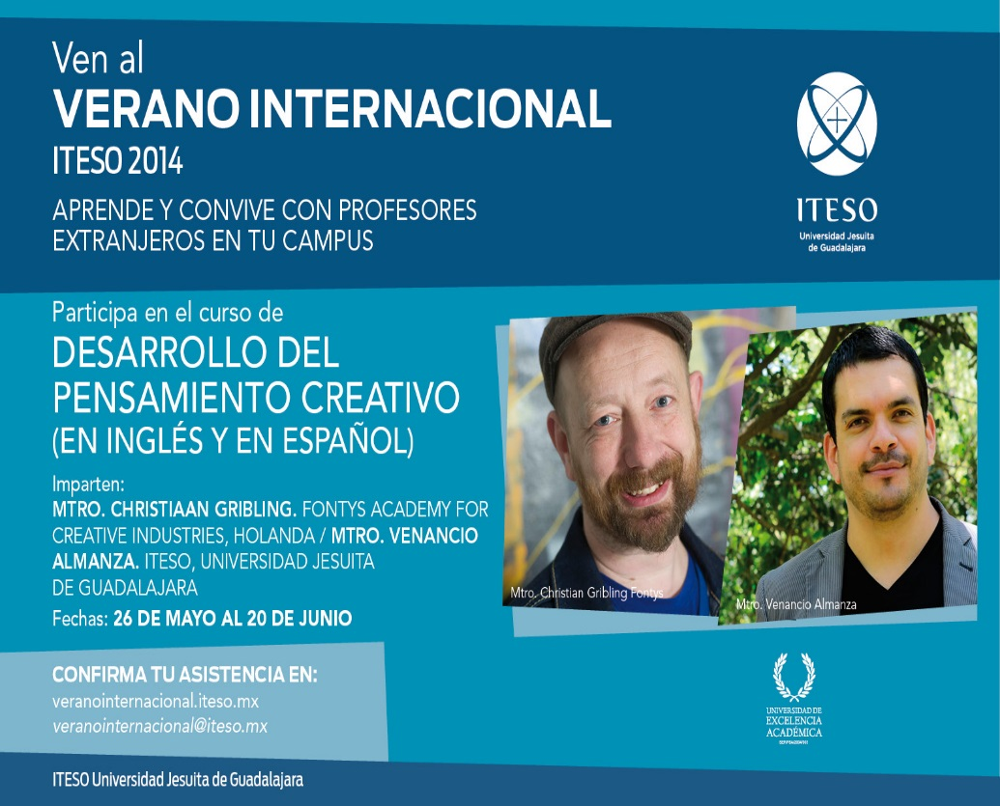 Ven al
VERANO INTERNACIONAL
ITESO 2014
APRENDE Y CONVIVE CON PROFESORES
EXTRANJEROS EN TU CAMPUS
ITESO
Universidad Jesuita
de Guadalajara
Participa en el curso de
DESARROLLO DEL
PENSAMIENTO CREATIVO
(EN INGLÉS Y EN ESPAÑOL)
Imparten:
MTRO. CHRISTIAAN GRIBLING. FONTYS ACADEMY FOR
CREATIVE INDUSTRIES, HOLANDA / MTRO. VENANCIO
ALMANZA. ITESO, UNIVERSIDAD JESUITA
DE GUADALAJARA
Fechas: 26 DE MAYO AL 20 DE JUNIO
Mtro. Christian Gribling Fontys
Mtro. Venancio Almanza
CONFIRMA TU ASISTENCIA EN:
veranointernacional.iteso.mx
veranointernacional@iteso.mx
UNIVERSIDAD DE
EXCELENCIA
ACADÉMICA
ITESO Universidad Jesuita de Guadalajara